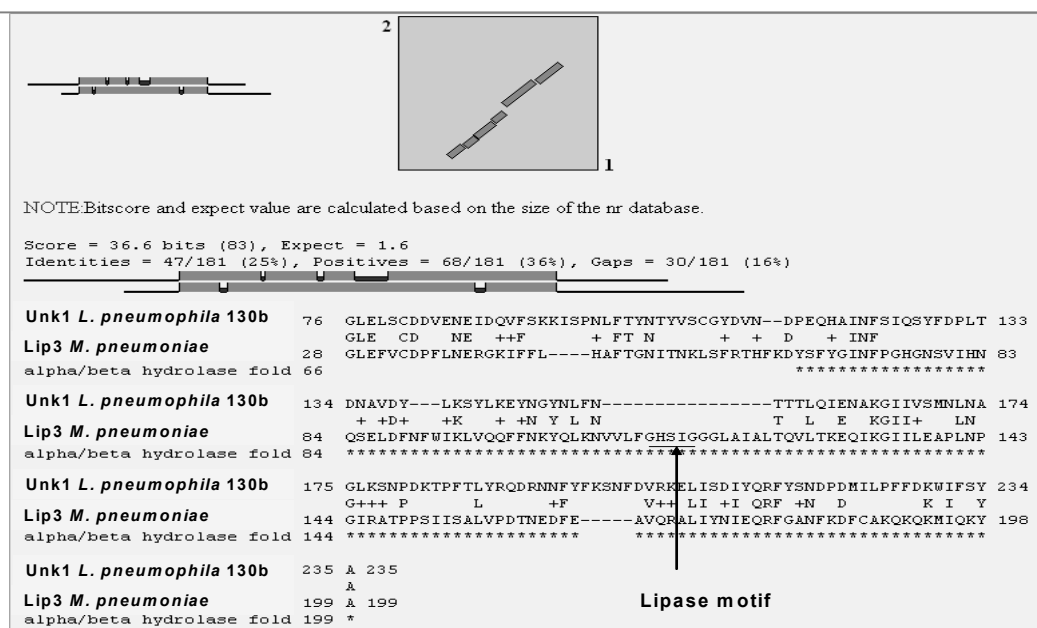 2
1
NOTE:Bitscore and expect value are calculated based on the size of the nr database.
Score = 36.6 bits (83), Expect = 1.6
Identities = 47/181 (25%), Positives = 68/181 (36%), Gaps = 30/181 (16%)
Unk1 L. pneumophila 130b 76 GLELSCDDVENEIDQVFSKKISPNLFTYNTYVSCGYDVN--DPEQHAINFSIQSYFDPLT 133
GLE CD NE ++F + FT N + D + INF
Lip3 M. pneumoniae 28 GLEFVCDPFLNERGKIFFL----HAFTGNITNKLSFRTHFKDYSFYGINFPGHGNSVIHN 83
alpha/beta hydrolase fold 66 ******************
Unk1 L. pneumophila 130b 134 DNAVDY---LKSYLKEYNGYNLFN----------------TTTLQIENAKGIIVSMNLNA 174
+ +D+ +K + +N Y L N T L E KGII+ LN
Lip3 M. pneumoniae 84 QSELDFNFWIKLVQQFFNKYQLKNVVLFGHSIGGGLAIALTQVLTKEQIKGIILEAPLNP 143
alpha/beta hydrolase fold 84 ************************************************************
Unk1 L. pneumophila 130b 175 GLKSNPDKTPFTLYRQDRNNFYFKSNFDVRKELISDIYQRFYSNDPDMILPFFDKWIFSY 234
G+++ P L +F V++ LI +I QRF +N D K I Y
Lip3 M. pneumoniae 144 GIRATPPSIISALVPDTNEDFE-----AVQRALIYNIEQRFGANFKDFCAKQKQKMIQKY 198
alpha/beta hydrolase fold 144 ********************** *********************************
Unk1 L. pneumophila 130b 235 A 235
A
Lip3 M. pneumoniae 199 A 199
alpha/beta hydrolase fold 199 *
Lipase motif